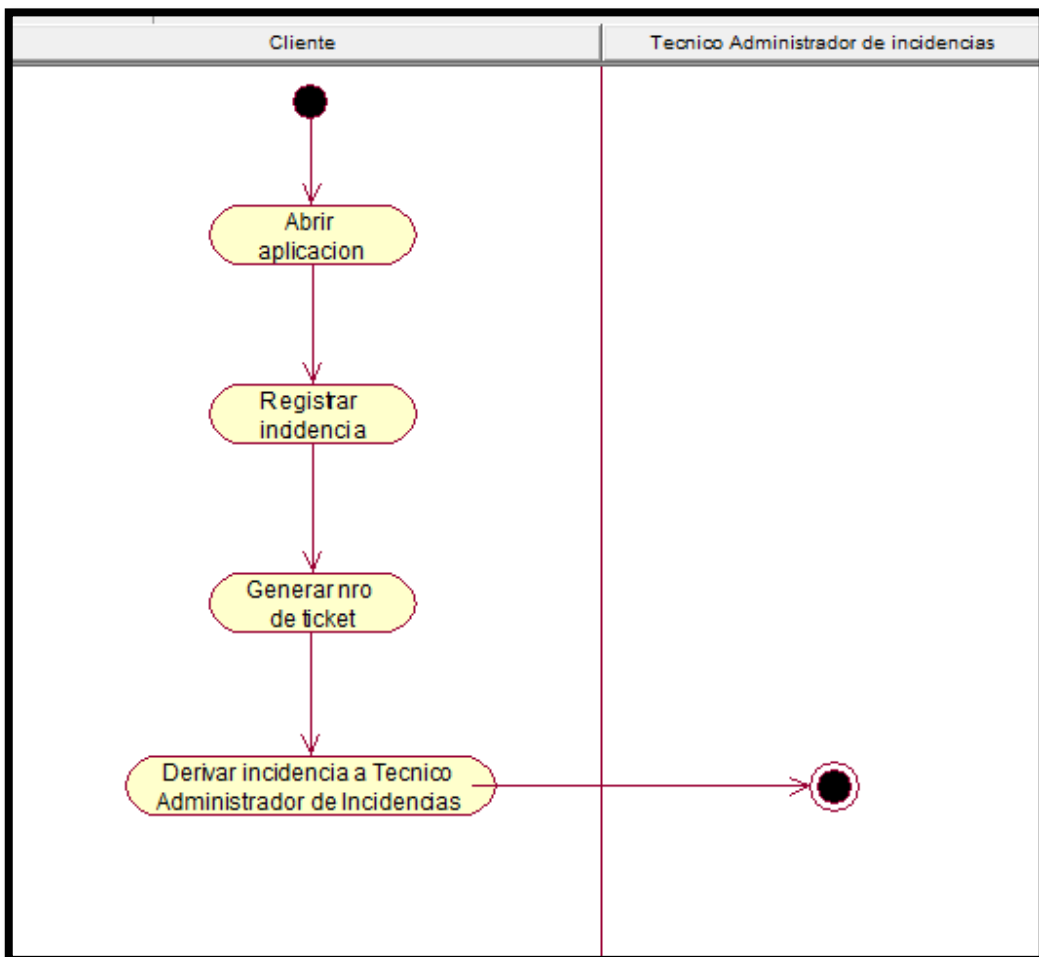 Cliente
Tecnico Administrador de incidencias
Abrir
aplicacion
Registrar
incidencia
Generar nro
de ticket
Derivar incidencia a Tecnico
Administrador de Incidencias